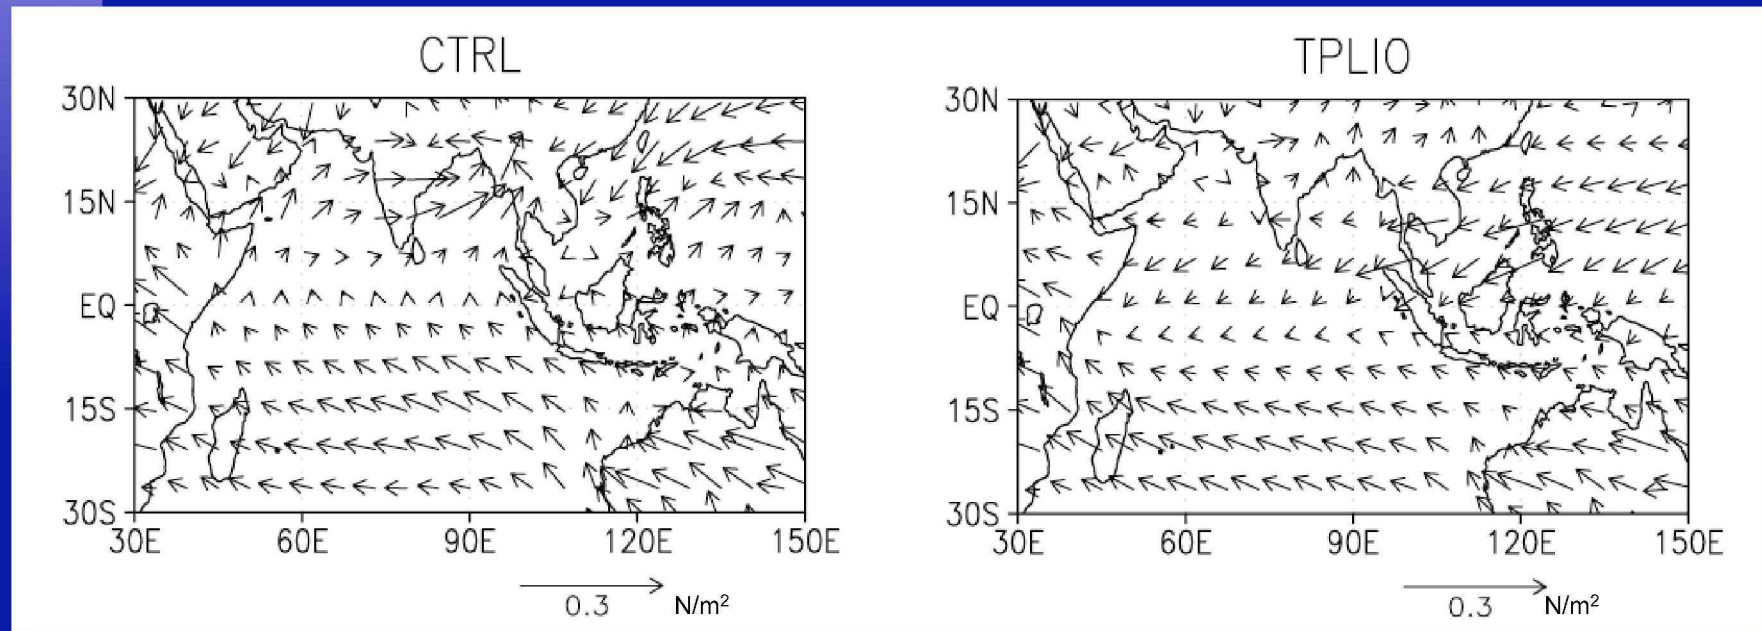 CTRL
30N
15N
EQ
15S
30S
30E 60E 90E 120E 150E
0.3 N/m²
TPLIO
30N
15N
EQ
15S
30S
30E 60E 90E 120E 150E
0.3 N/m²